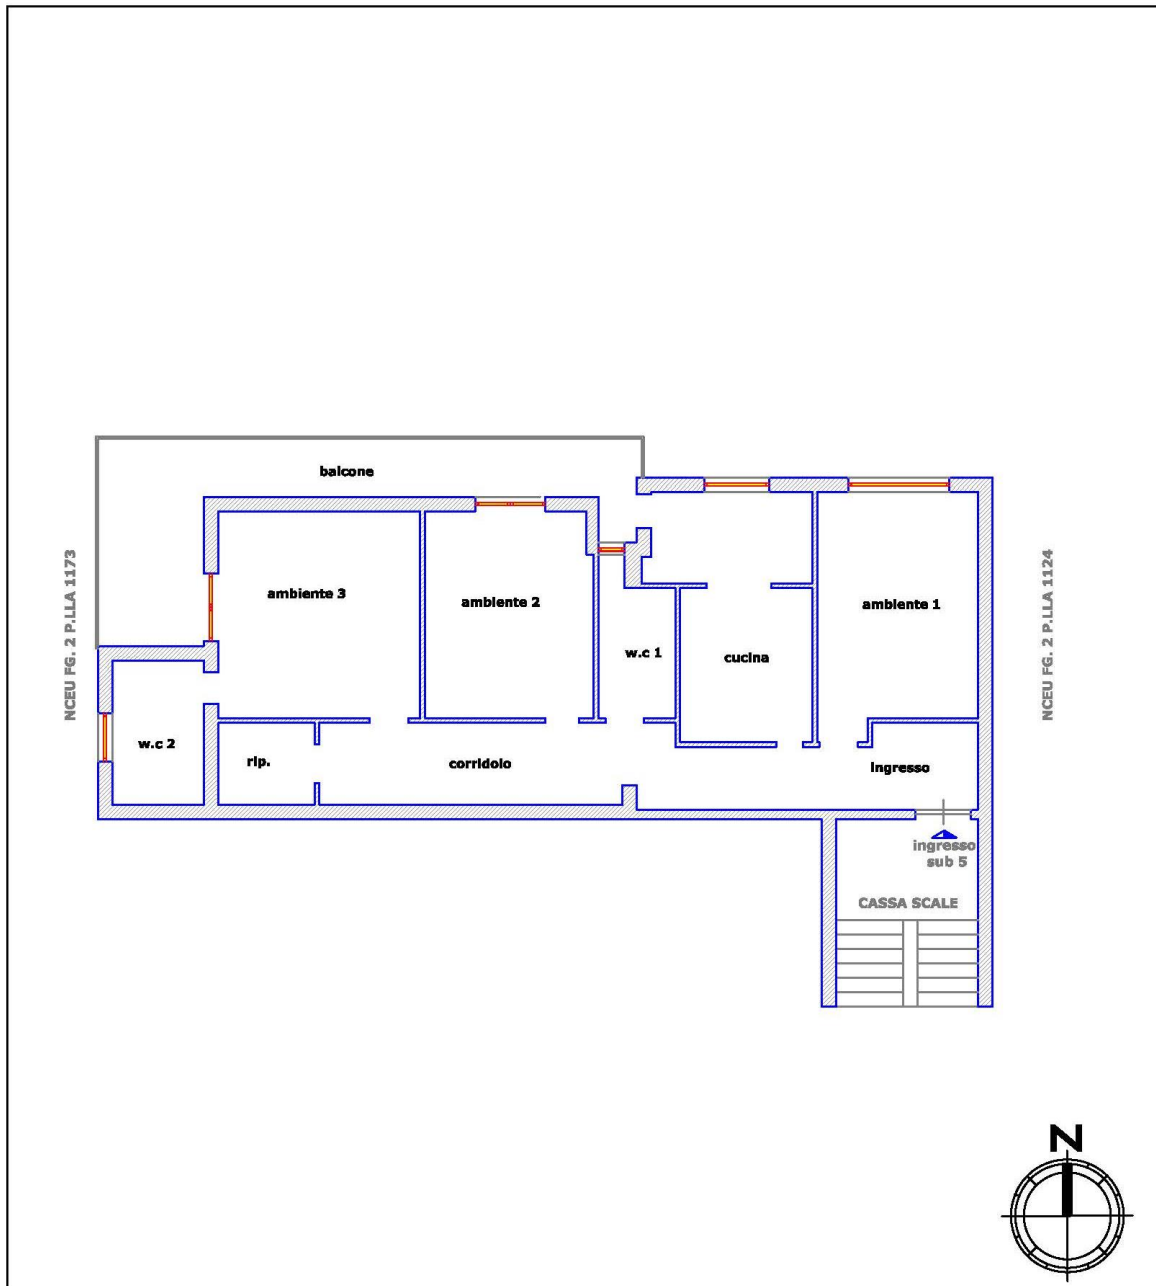 balcone
NCEU FG. 2 P.LLA 1173
ambiente 3
ambiente 2
ambiente 1
NCEU FG. 2 P.LLA 1124
w.c 1
cucina
w.c 2
rip.
corridoio
ingresso
ingresso
sub 5
CASSA SCALE
N